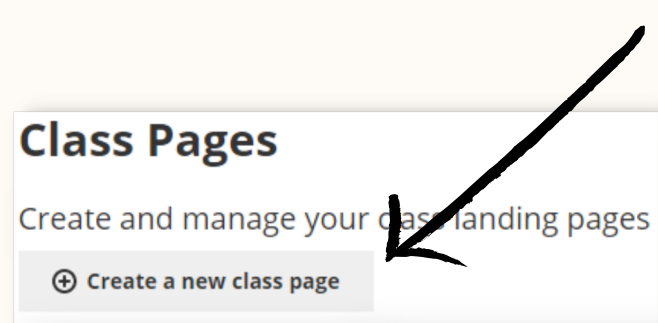 Class Pages
Create and manage your class landing pages
Create a new class page